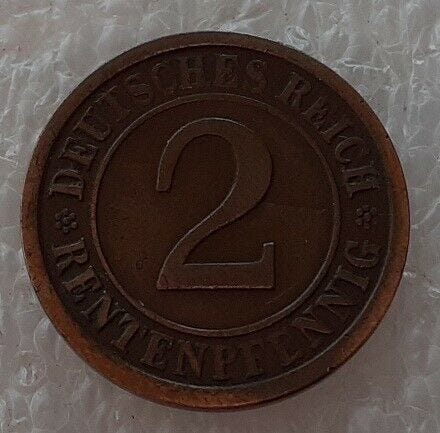 DEUTSCHES REICH
2
RENTENPFENNIG